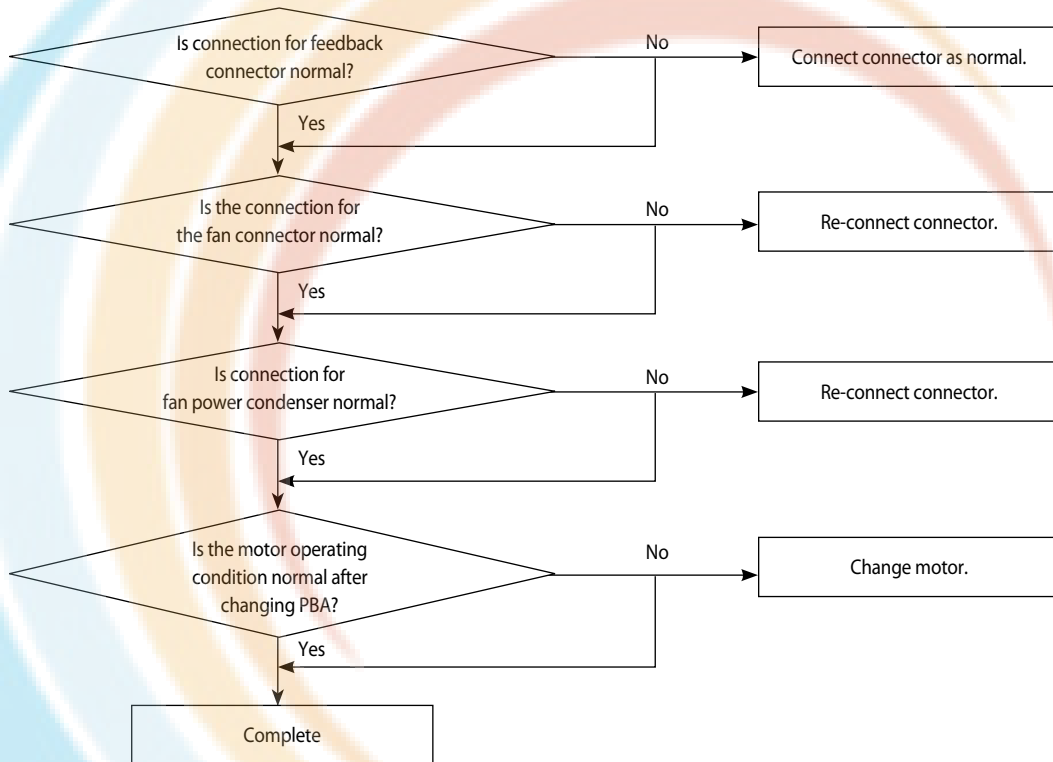 Is connection for feedback
connector normal?
No
Connect connector as normal.
Yes
Is the connection for
the fan connector normal?
No
Re-connect connector.
Yes
Is connection for
fan power condenser normal?
No
Re-connect connector.
Yes
Is the motor operating
condition normal after
changing PBA?
No
Change motor.
Yes
Complete